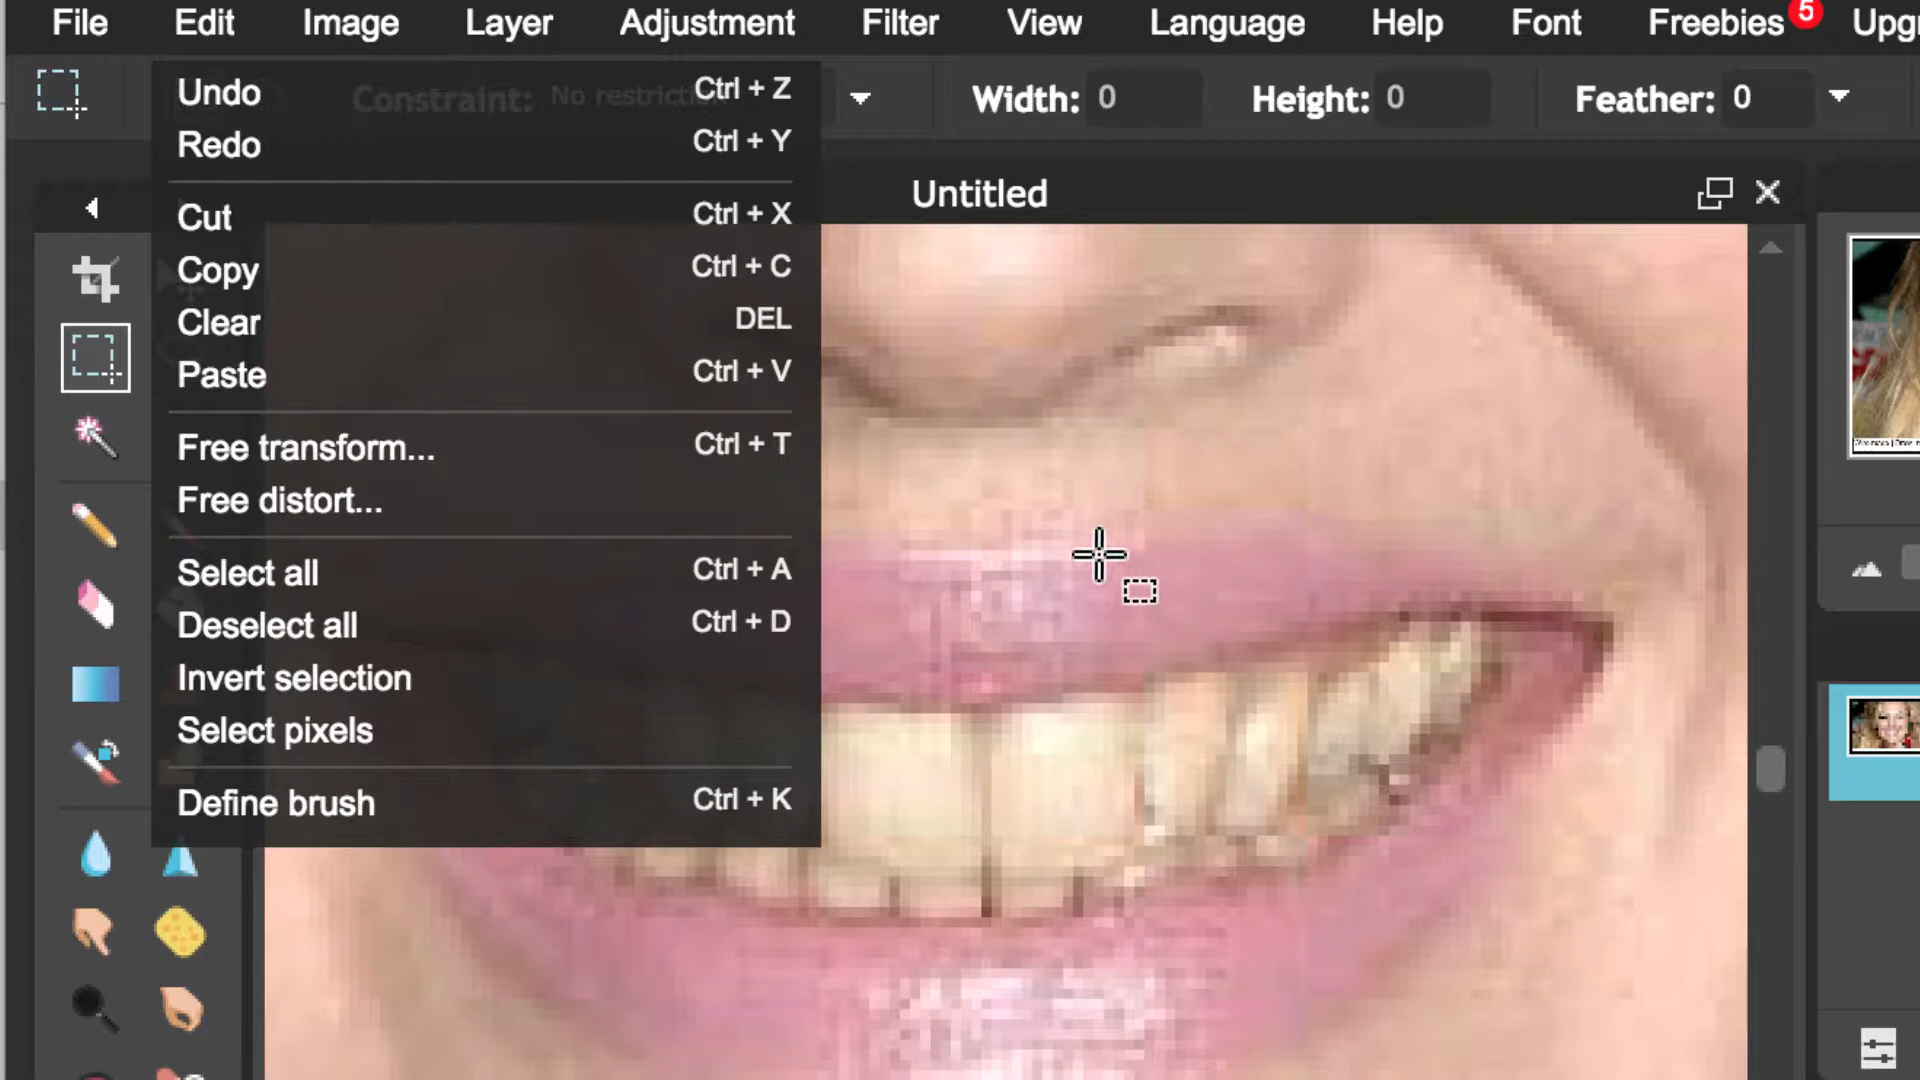 File Edit Image Layer Adjustment Filter View Language Help Font Freebies 5
Constraint: No restriction Width: 0 Height: 0 Feather: 0
Untitled
Undo Ctrl + Z
Redo Ctrl + Y
Cut Ctrl + X
Copy Ctrl + C
Clear DEL
Paste Ctrl + V
Free transform... Ctrl + T
Free distort...
Select all Ctrl + A
Deselect all Ctrl + D
Invert selection
Select pixels
Define brush Ctrl + K